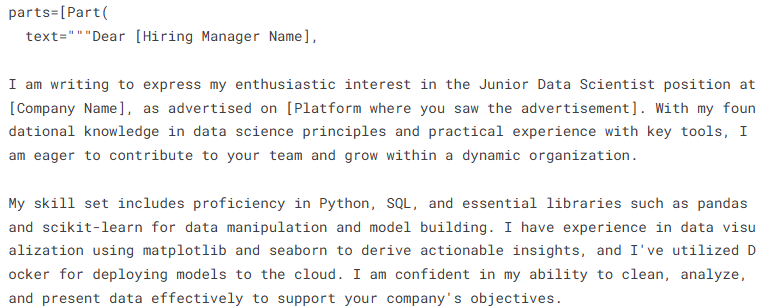 parts=[Part(
text="""Dear [Hiring Manager Name],
I am writing to express my enthusiastic interest in the Junior Data Scientist position at
[Company Name], as advertised on [Platform where you saw the advertisement]. With my foun
dational knowledge in data science principles and practical experience with key tools, I
am eager to contribute to your team and grow within a dynamic organization.
My skill set includes proficiency in Python, SQL, and essential libraries such as pandas
and scikit-learn for data manipulation and model building. I have experience in data visu
alization using matplotlib and seaborn to derive actionable insights, and I've utilized D
ocker for deploying models to the cloud. I am confident in my ability to clean, analyze,
and present data effectively to support your company's objectives.